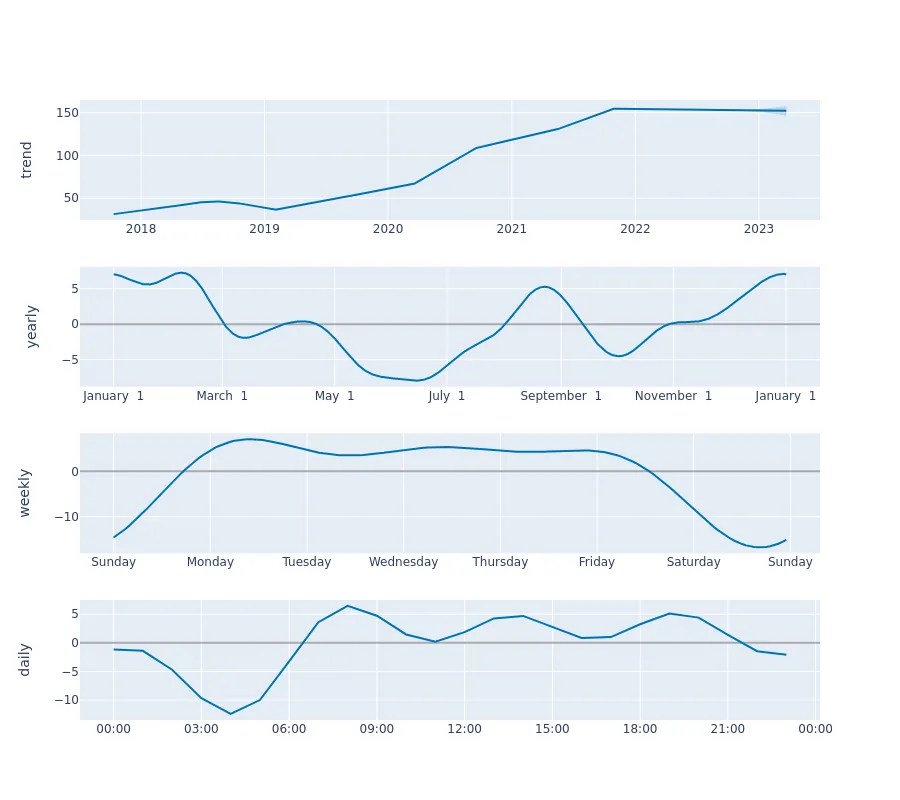 trend
150
100
50
2018 2019 2020 2021 2022 2023
yearly
5
0
−5
January 1 March 1 May 1 July 1 September 1 November 1 January 1
weekly
0
−10
Sunday Monday Tuesday Wednesday Thursday Friday Saturday Sunday
daily
5
0
−5
−10
00:00 03:00 06:00 09:00 12:00 15:00 18:00 21:00 00:00